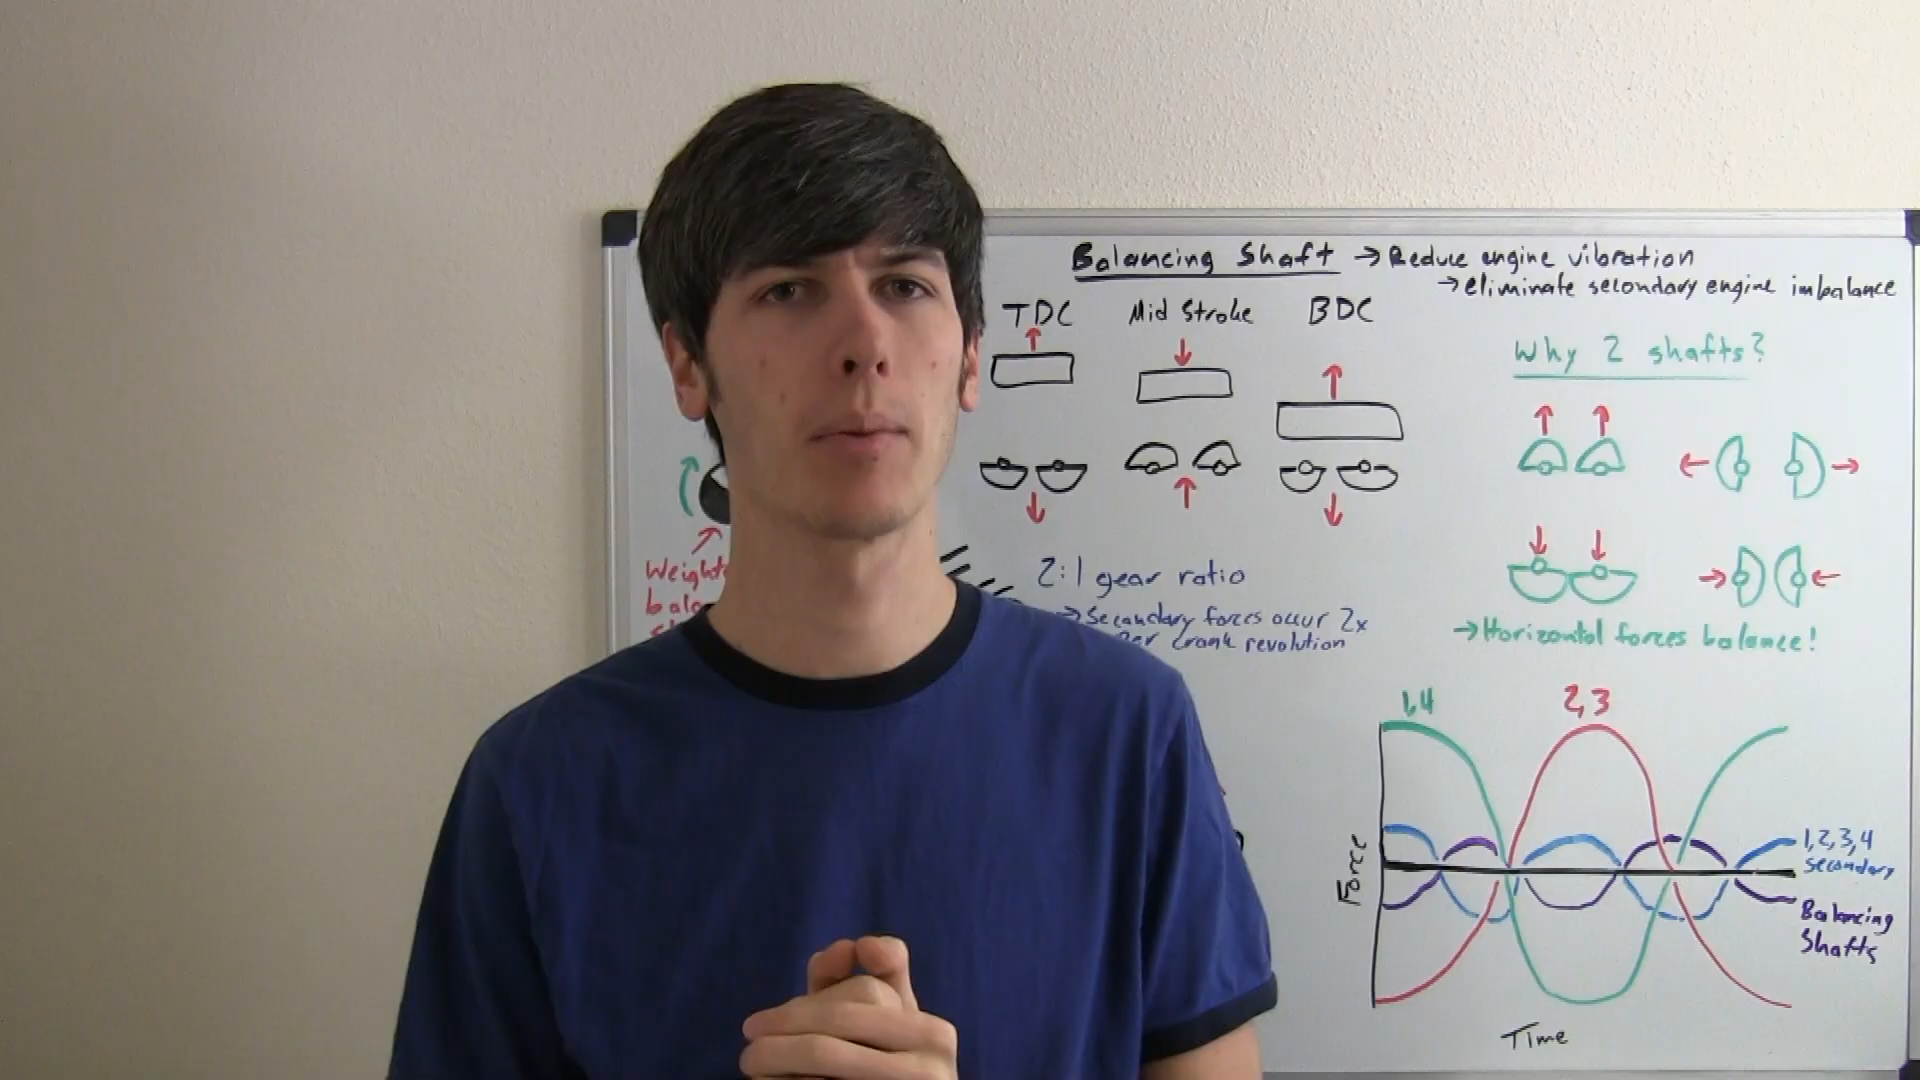 Balancing Shaft → Reduce engine vibration
→ eliminate secondary engine imbalance
TDC Mid Stroke BDC
Why 2 shafts?
2:1 gear ratio
→ Secondary forces occur 2x
per crank revolution
→ Horizontal forces balance!
1,4 2,3
Force
1,2,3,4
secondary
Balancing
Shafts
Time